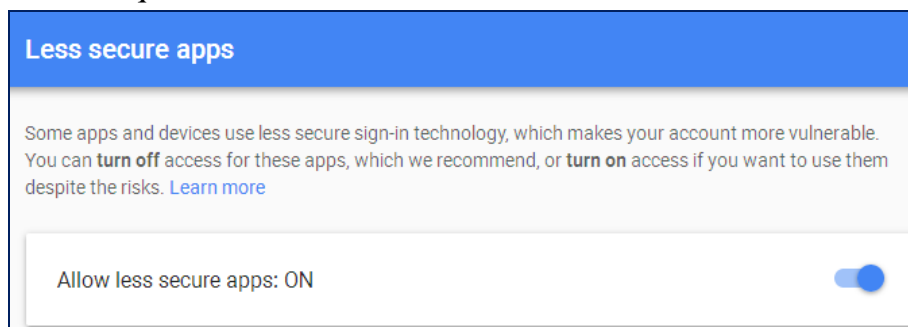 Less secure apps
Some apps and devices use less secure sign-in technology, which makes your account more vulnerable.
You can turn off access for these apps, which we recommend, or turn on access if you want to use them
despite the risks. Learn more
Allow less secure apps: ON